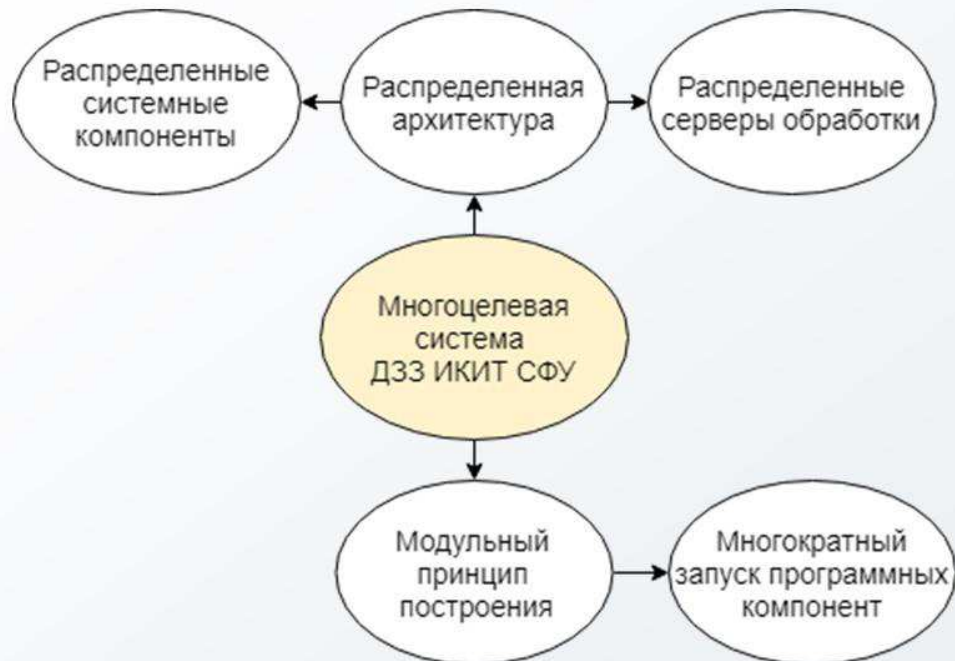 Распределенные
системные
компоненты
Распределенная
архитектура
Распределенные
серверы обработки
Многоцелевая
система
ДЗЗ ИКИТ СФУ
Модульный
принцип
построения
Многократный
запуск программных
компонент